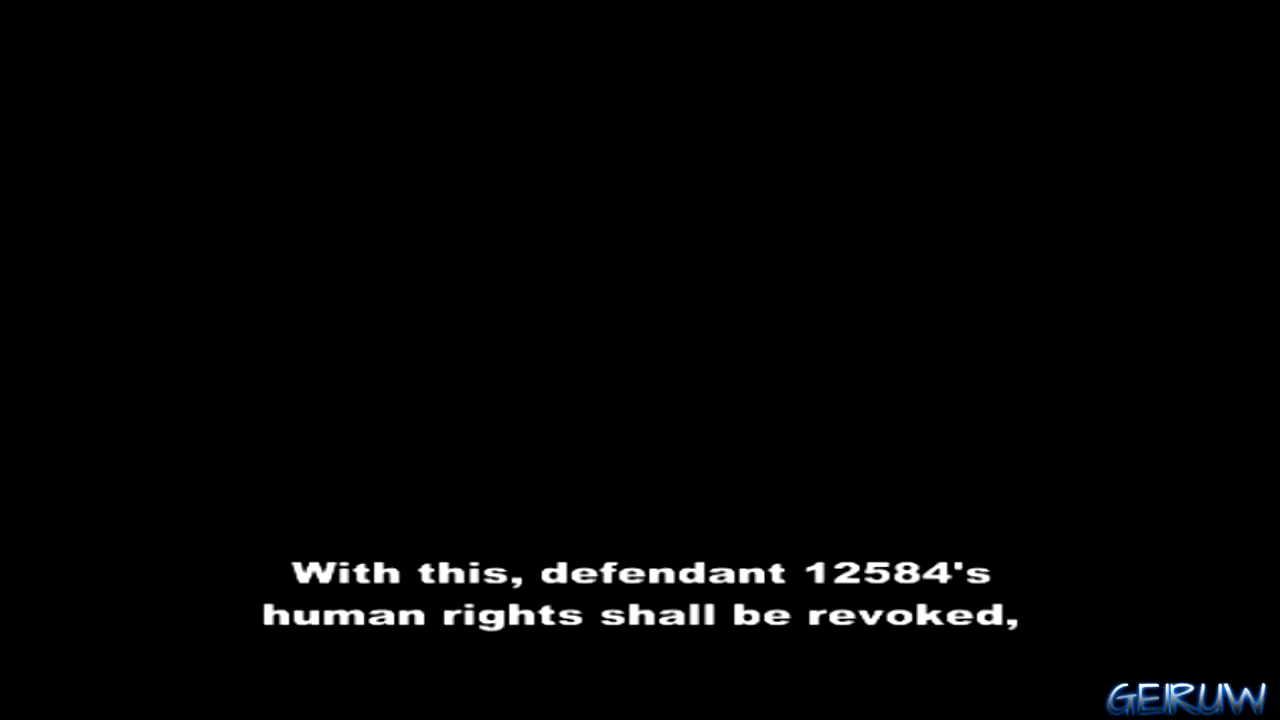 With this, defendant 12584's
human rights shall be revoked,
GEIRUW